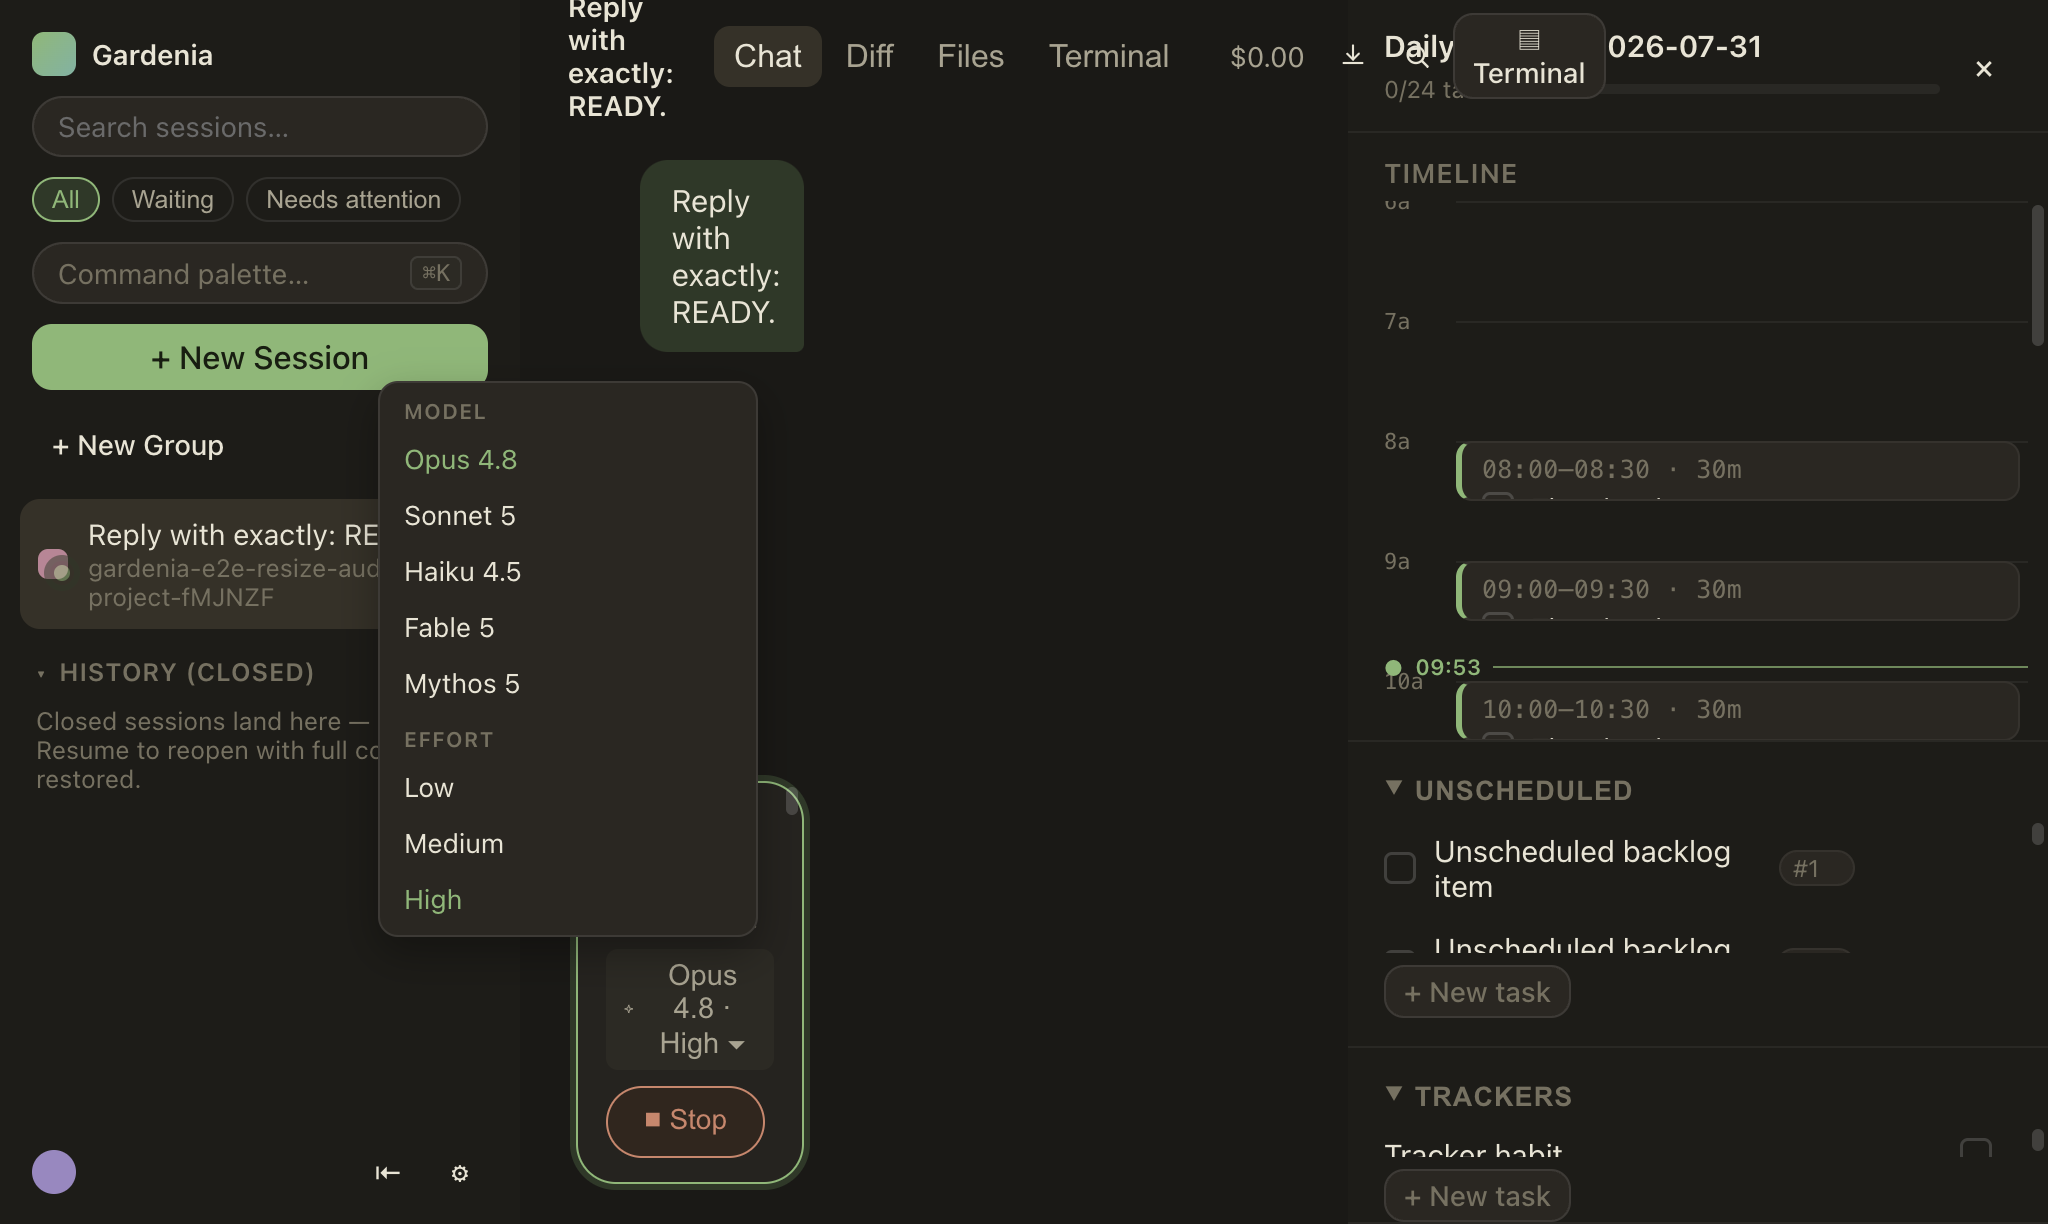 Gardenia
Search sessions...
All
Waiting
Needs attention
Command palette...
⌘K
+ New Session
+ New Group
Reply with exactly: RE
gardenia-e2e-resize-aud
project-fMJNZF
▾ HISTORY (CLOSED)
Closed sessions land here —
Resume to reopen with full co
restored.
Reply
with
exactly:
READY.
Chat
Diff
Files
Terminal
$0.00
Reply
with
exactly:
READY.
MODEL
Opus 4.8
Sonnet 5
Haiku 4.5
Fable 5
Mythos 5
EFFORT
Low
Medium
High
Opus
4.8 ·
High
Stop
Daily
Terminal
026-07-31
0/24 ta
TIMELINE
6a
7a
8a
08:00–08:30 · 30m
9a
09:00–09:30 · 30m
09:53
10a
10:00–10:30 · 30m
▼ UNSCHEDULED
Unscheduled backlog
item
#1
Unscheduled backlog
+ New task
▼ TRACKERS
Tracker habit
+ New task